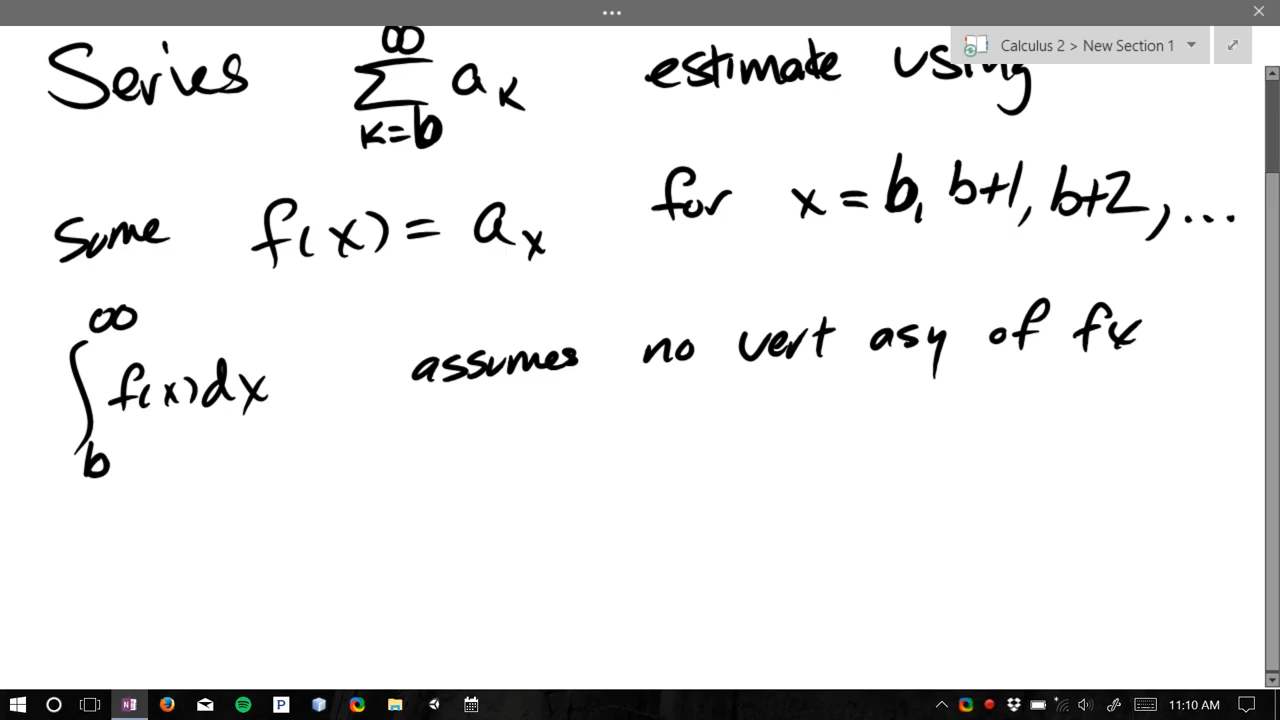 ...
Calculus 2 > New Section 1
Series ∞ ∑ k=b a_k estimate using
some f(x) = a_x for x = b, b+1, b+2, ...
∫_b^∞ f(x)dx assumes no vert asy of fx
P
11:10 AM